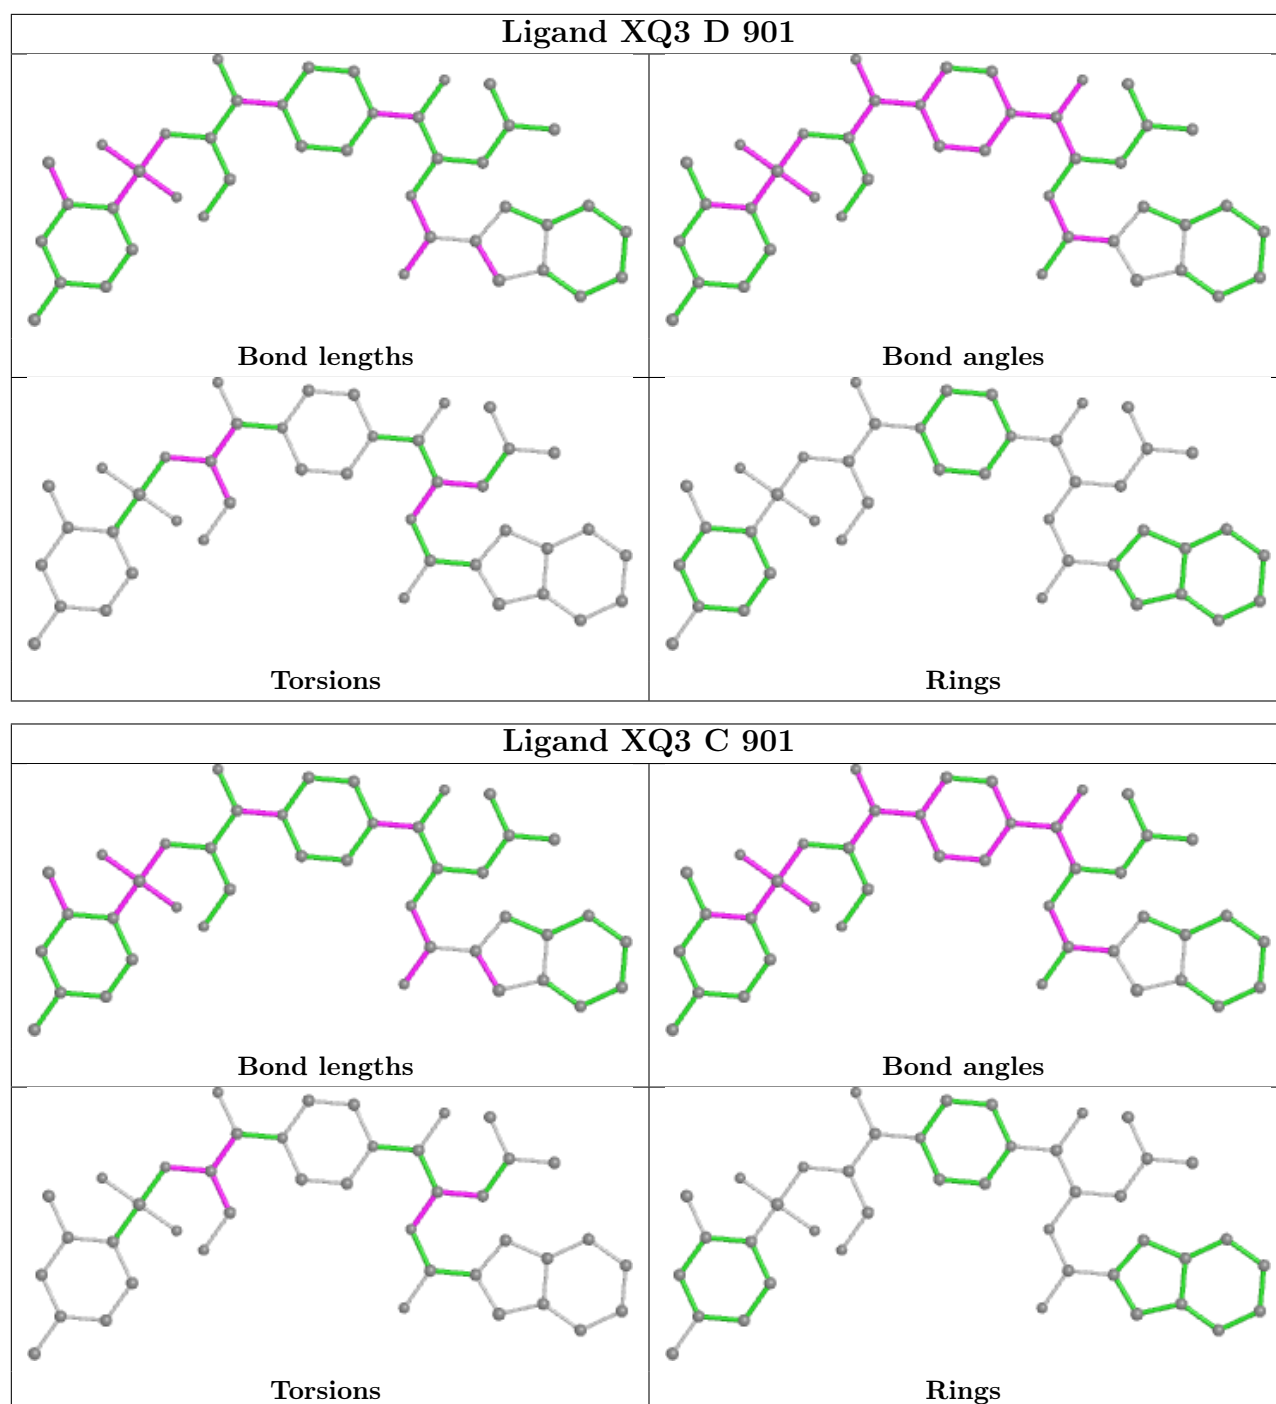 Ligand XQ3 D 901
Bond lengths
Bond angles
Torsions
Rings
Ligand XQ3 C 901
Bond lengths
Bond angles
Torsions
Rings